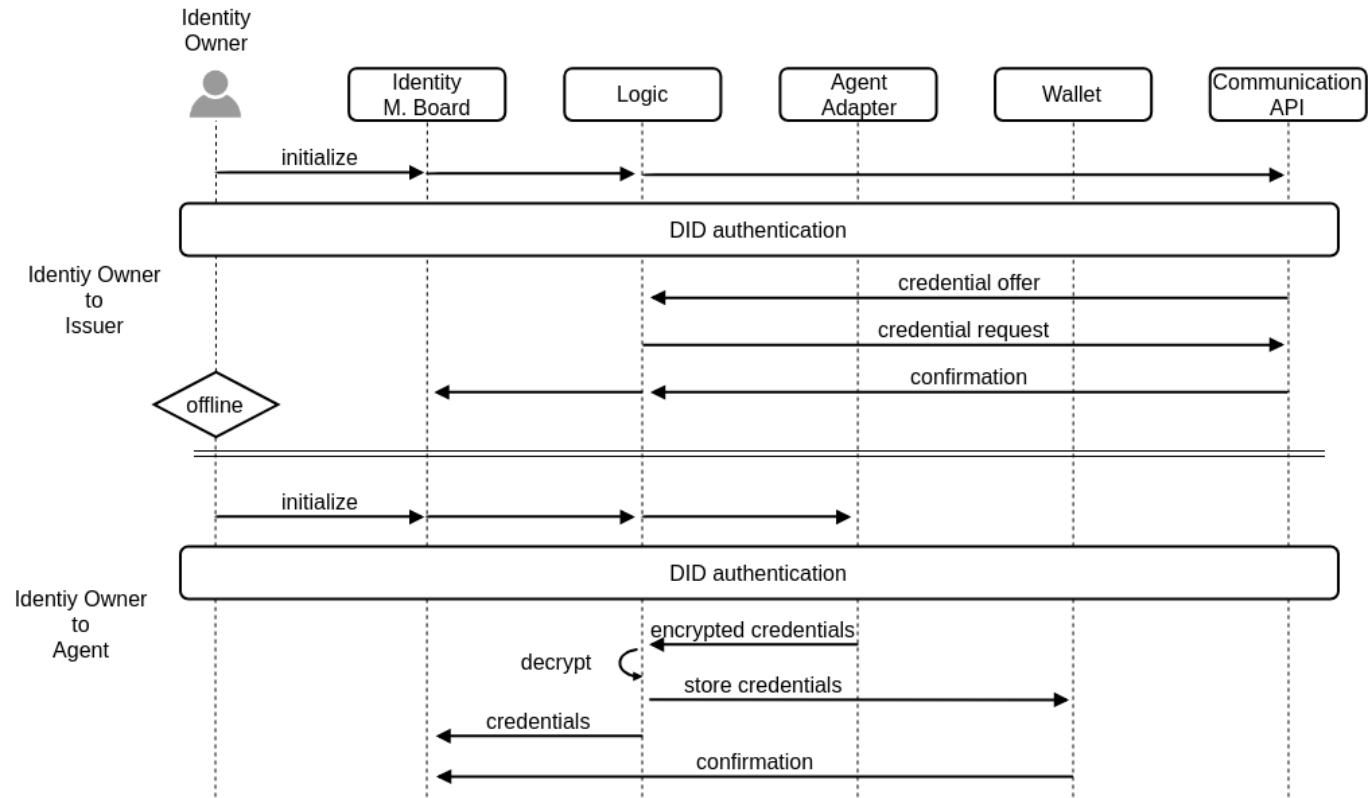 Identity
Owner
Identity
M. Board
Logic
Agent
Adapter
Wallet
Communication
API
initialize
DID authentication
Identiy Owner
to
Issuer
credential offer
credential request
confirmation
offline
initialize
DID authentication
Identiy Owner
to
Agent
encrypted credentials
decrypt
store credentials
credentials
confirmation